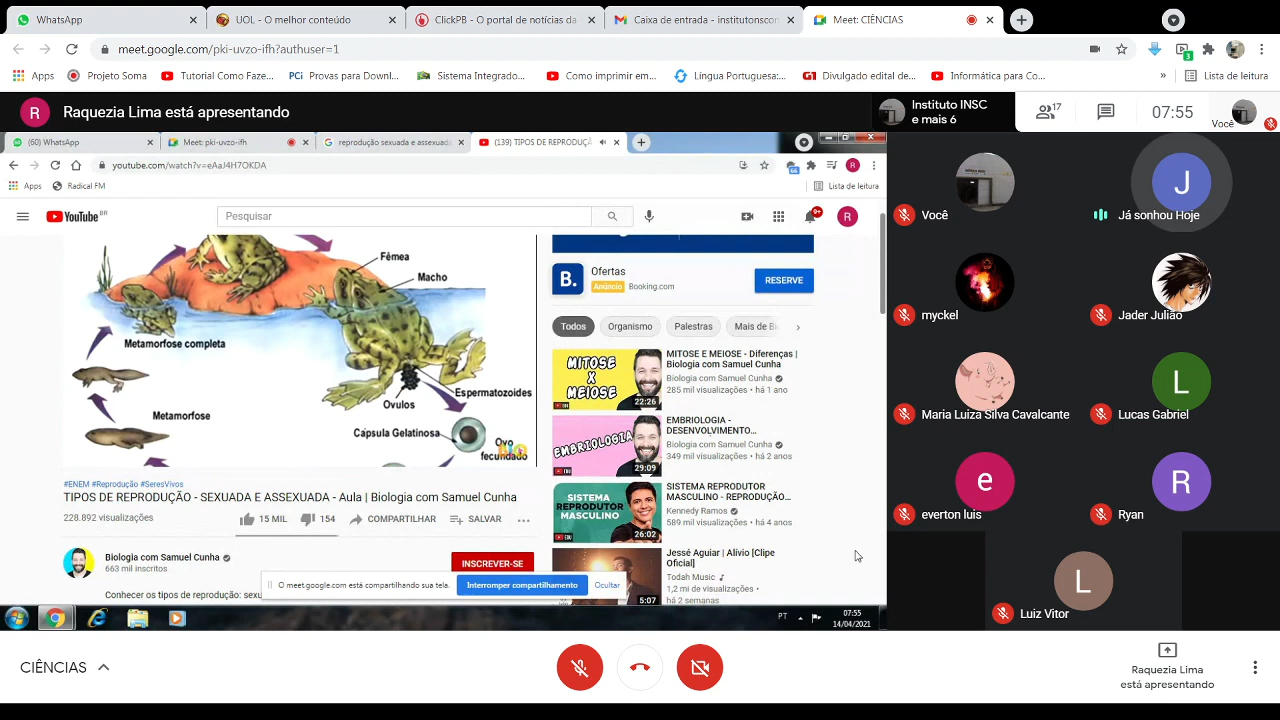 WhatsApp
UOL - O melhor conteúdo
ClickPB - O portal de notícias da
Caixa de entrada - institutonscon
Meet: CIÊNCIAS
meet.google.com/pki-uvzo-ifh?authuser=1
3
Apps
Projeto Soma
Tutorial Como Faze...
PCi Provas para Downl...
Sistema Integrado...
Como imprimir em...
Língua Portuguesa:...
G1 Divulgado edital de...
Informática para Co...
»
Lista de leitura
R
Raquezia Lima está apresentando
Instituto INSC
e mais 6
17
07:55
Você
(60) WhatsApp
Meet: pki-uvzo-ifh
reprodução sexuada e assexuada
(139) TIPOS DE REPRODUÇÃ
youtube.com/watch?v=eAaJ4H7OKDA
66
R
Apps
Radical FM
Lista de leitura
YouTube BR
Pesquisar
9+
R
Fêmea
Macho
Metamorfose completa
Espermatozoides
Ovulos
Metamorfose
Capsula Gelatinosa
Ovo
fecundado
B.
Ofertas
Anúncio Booking.com
RESERVE
Todos
Organismo
Palestras
Mais de Bi
MITOSE
X
MEIOSE
22:26
MITOSE E MEIOSE - Diferenças |
Biologia com Samuel Cunha
Biologia com Samuel Cunha
285 mil visualizações • há 1 ano
EMBRIOLOGIA
29:09
EMBRIOLOGIA -
DESENVOLVIMENTO...
Biologia com Samuel Cunha
349 mil visualizações • há 2 anos
SISTEMA
REPRODUTOR
MASCULINO
26:02
SISTEMA REPRODUTOR
MASCULINO - REPRODUÇÃO...
Kennedy Ramos
589 mil visualizações • há 4 anos
5:07
Jessé Aguiar | Alívio [Clipe
Oficial]
Todah Music
1,2 mi de visualizações •
há 2 semanas
#ENEM #Reprodução #SeresVivos
TIPOS DE REPRODUÇÃO - SEXUADA E ASSEXUADA - Aula | Biologia com Samuel Cunha
228.892 visualizações
15 MIL
154
COMPARTILHAR
SALVAR
Biologia com Samuel Cunha
663 mil inscritos
INSCREVER-SE
Conhecer os tipos de reprodução: sexu
O meet.google.com está compartilhando sua tela.
Interromper compartilhamento
Ocultar
PT
07:55
14/04/2021
Você
J
Já sonhou Hoje
myckel
Jader Julião
Maria Luiza Silva Cavalcante
L
Lucas Gabriel
e
everton luis
R
Ryan
L
Luiz Vitor
CIÊNCIAS
Raquezia Lima
está apresentando